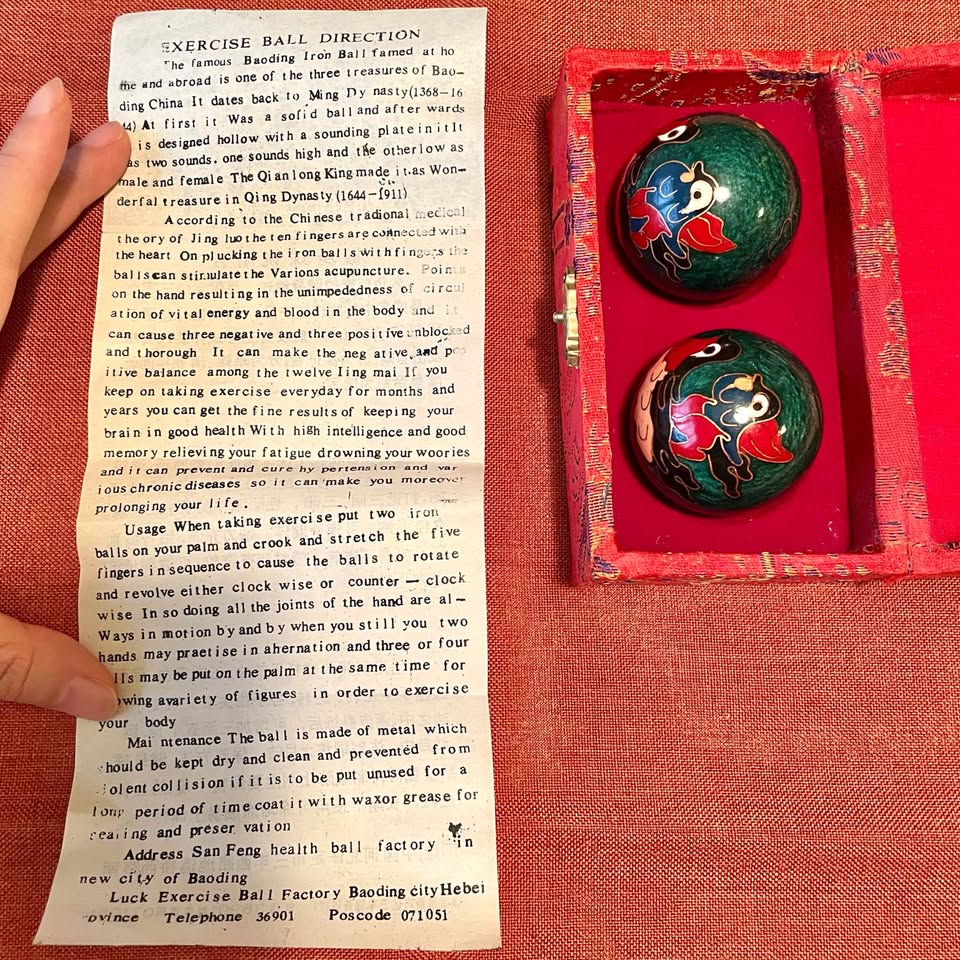 EXERCISE BALL DIRECTION
The famous Baoding Iron Ball famed at ho
me and abroad is one of the three treasures of Bao—
ding China It dates back to Ming Dy nasty(1368-16
44) At first it Was a solid ball and after wards
is designed hollow with a sounding plate in it It
as two sounds. one sounds high and the other low as
male and female The Qian long King made it as Won—
derful treasure in Qing Dynasty (1644-1911)
According to the Chinese tradional medical
the ory of Jing luo the ten fingers are connected with
the heart On plucking the iron balls with fingers the
balls can stimulate the Varions acupuncture. Points
on the hand resulting in the unimpededness of circul
ation of vital energy and blood in the body and it
can cause three negative and three positive unblocked
and thorough It can make the neg ative and pos
itive balance among the twelve Iing mai If you
keep on taking exercise everyday for months and
years you can get the fine results of keeping your
brain in good health With hi8h intelligence and good
memory relieving your fatigue drowning your woories
and it can prevent and cure hy pertension and var
ious chronic diseases so it can make you moreover
prolonging your life.
Usage When taking exercise put two iron
balls on your palm and crook and stretch the five
fingers in sequence to cause the balls to rotate
and revolve either clock wise or counter — clock
wise In so doing all the joints of the hand are al—
Ways in motion by and by when you still you two
hands may praetise in ahernation and three or four
lls may be put on the palm at the same time for
owing avariety of figures in order to exercise
your body
Mai ntenance The ball is made of metal which
hould be kept dry and clean and prevented from
iolent collision if it is to be put unused for a
long period of time coat it with waxor grease for
sealing and preser vation
Address San Feng health ball factory in
new city of Baoding
Luck Exercise Ball Factory Baoding city Hebei
ovince Telephone 36901 Poscode 071051